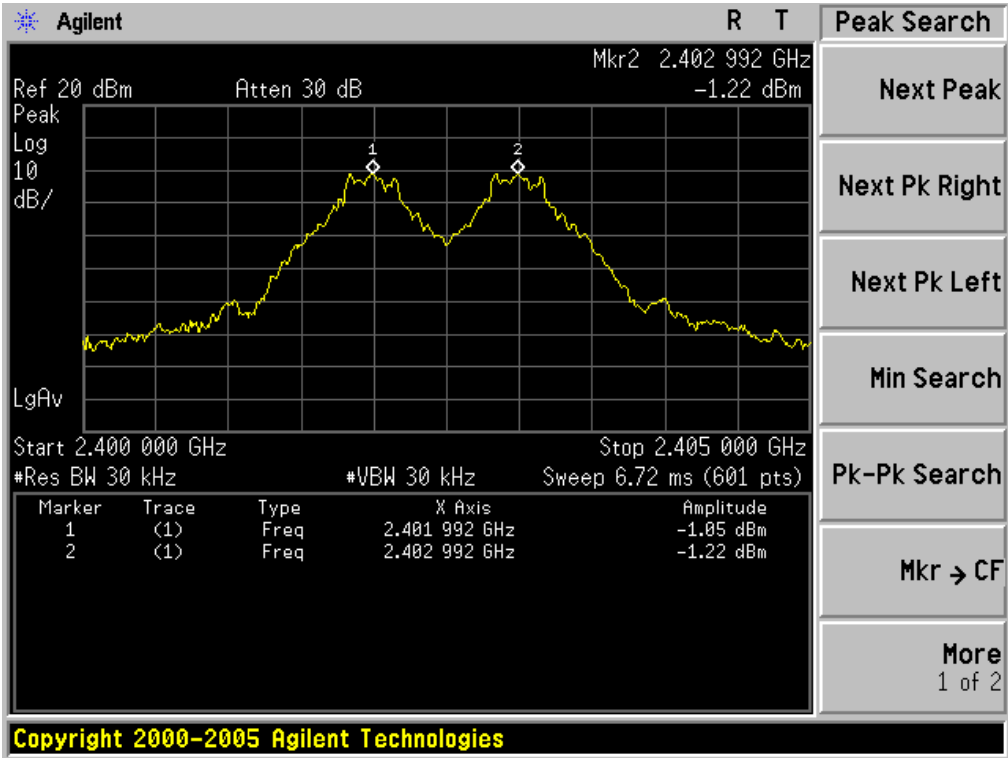 Agilent R T
Peak Search
Mkr2 2.402 992 GHz
Ref 20 dBm Atten 30 dB -1.22 dBm
Peak
Log
10
dB/
1 2
LgAv
Start 2.400 000 GHz Stop 2.405 000 GHz
#Res BW 30 kHz #VBW 30 kHz Sweep 6.72 ms (601 pts)
Marker Trace Type X Axis Amplitude
1 (1) Freq 2.401 992 GHz -1.05 dBm
2 (1) Freq 2.402 992 GHz -1.22 dBm
Next Peak
Next Pk Right
Next Pk Left
Min Search
Pk-Pk Search
Mkr → CF
More
1 of 2
Copyright 2000-2005 Agilent Technologies